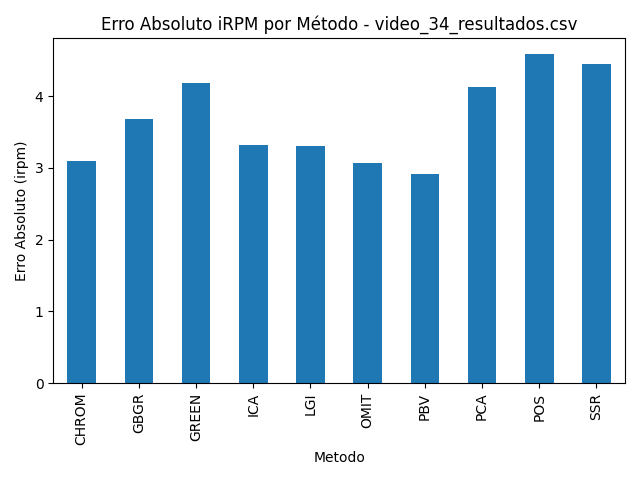 Erro Absoluto iRPM por Método - video_34_resultados.csv
Erro Absoluto (irpm)
4
3
2
1
0
CHROM
GBGR
GREEN
ICA
LGI
OMIT
PBV
PCA
POS
SSR
Metodo